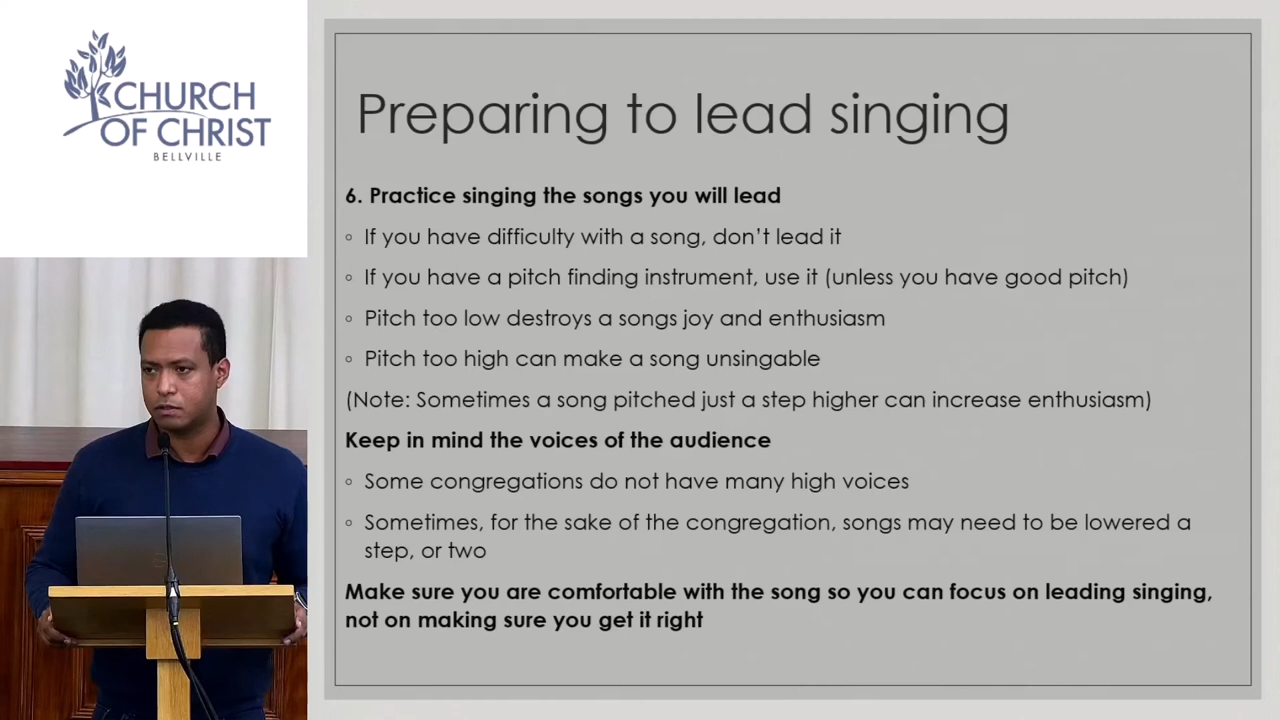 CHURCH
OF CHRIST
BELLVILLE
Preparing to lead singing
6. Practice singing the songs you will lead
◦ If you have difficulty with a song, don’t lead it
◦ If you have a pitch finding instrument, use it (unless you have good pitch)
◦ Pitch too low destroys a songs joy and enthusiasm
◦ Pitch too high can make a song unsingable
(Note: Sometimes a song pitched just a step higher can increase enthusiasm)
Keep in mind the voices of the audience
◦ Some congregations do not have many high voices
◦ Sometimes, for the sake of the congregation, songs may need to be lowered a
step, or two
Make sure you are comfortable with the song so you can focus on leading singing,
not on making sure you get it right